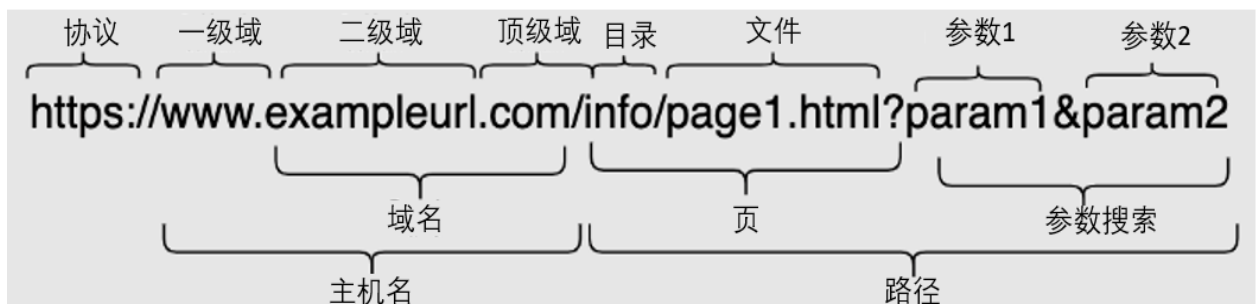 协议 一级域 二级域 顶级域 目录 文件 参数1 参数2
https://www.exampleurl.com/info/page1.html?param1&param2
域名 页 参数搜索
主机名 路径